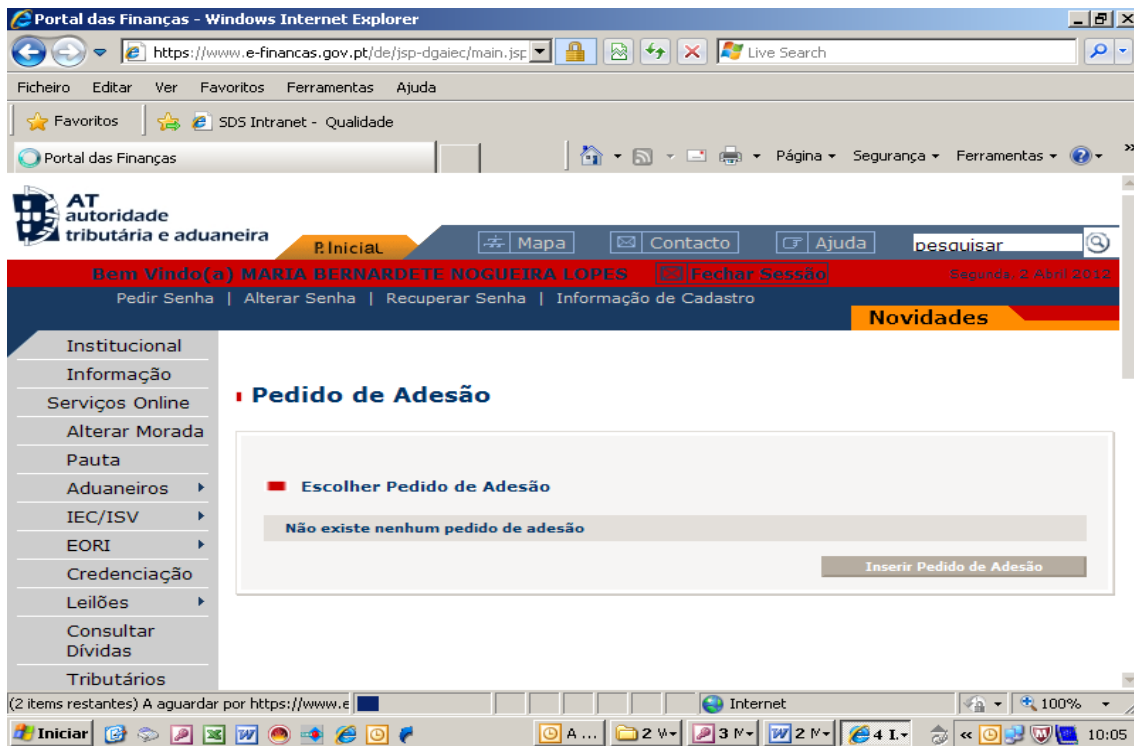 Portal das Finanças - Windows Internet Explorer
https://www.e-financas.gov.pt/de/jsp-dgaiec/main.jsp
Live Search
Ficheiro Editar Ver Favoritos Ferramentas Ajuda
Favoritos SDS Intranet - Qualidade
Portal das Finanças Página Segurança Ferramentas »
AT
autoridade
tributária e aduaneira
P. Inicial Mapa Contacto Ajuda pesquisar
Bem Vindo(a) MARIA BERNARDETE NOGUEIRA LOPES Fechar Sessão Segunda, 2 Abril 2012
Pedir Senha | Alterar Senha | Recuperar Senha | Informação de Cadastro
Novidades
Institucional
Informação
Serviços Online
Alterar Morada
Pauta
Aduaneiros
IEC/ISV
EORI
Credenciação
Leilões
Consultar
Dívidas
Tributários
Pedido de Adesão
Escolher Pedido de Adesão
Não existe nenhum pedido de adesão
Inserir Pedido de Adesão
(2 items restantes) A aguardar por https://www.e Internet 100%
Iniciar A ... 2 3 2 4 I. « 10:05